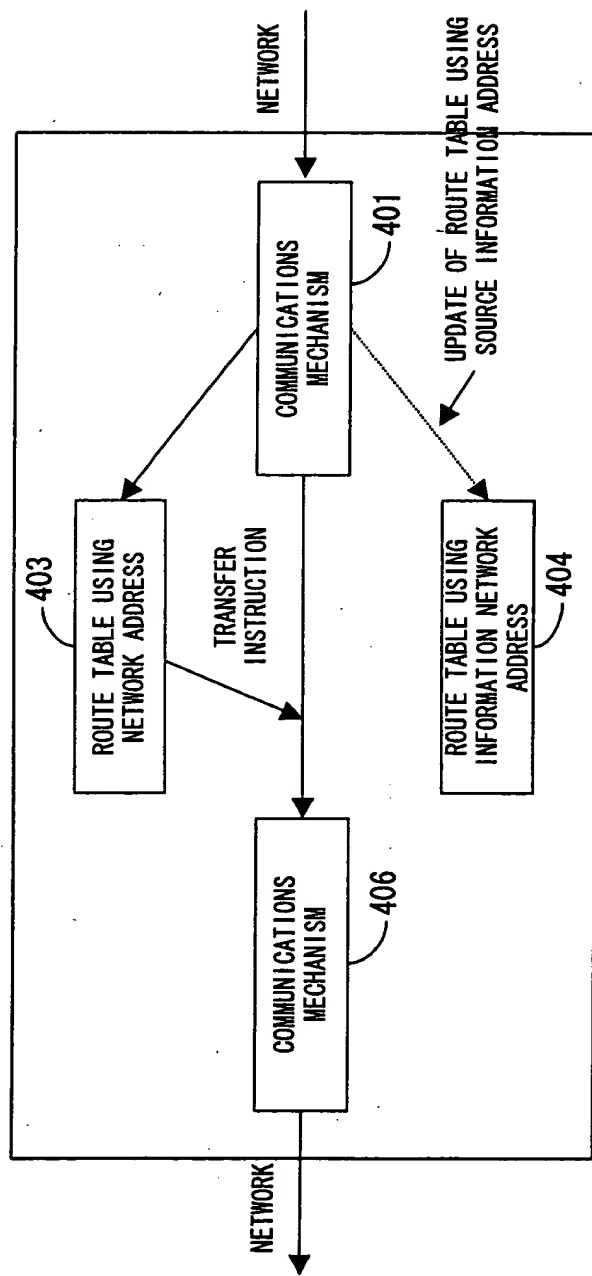 NETWORK
COMMUNICATIONS
MECHANISM
401
UPDATE OF ROUTE TABLE USING
SOURCE INFORMATION ADDRESS
403
ROUTE TABLE USING
NETWORK ADDRESS
TRANSFER
INSTRUCTION
ROUTE TABLE USING
INFORMATION NETWORK
ADDRESS
404
COMMUNICATIONS
MECHANISM
406
NETWORK